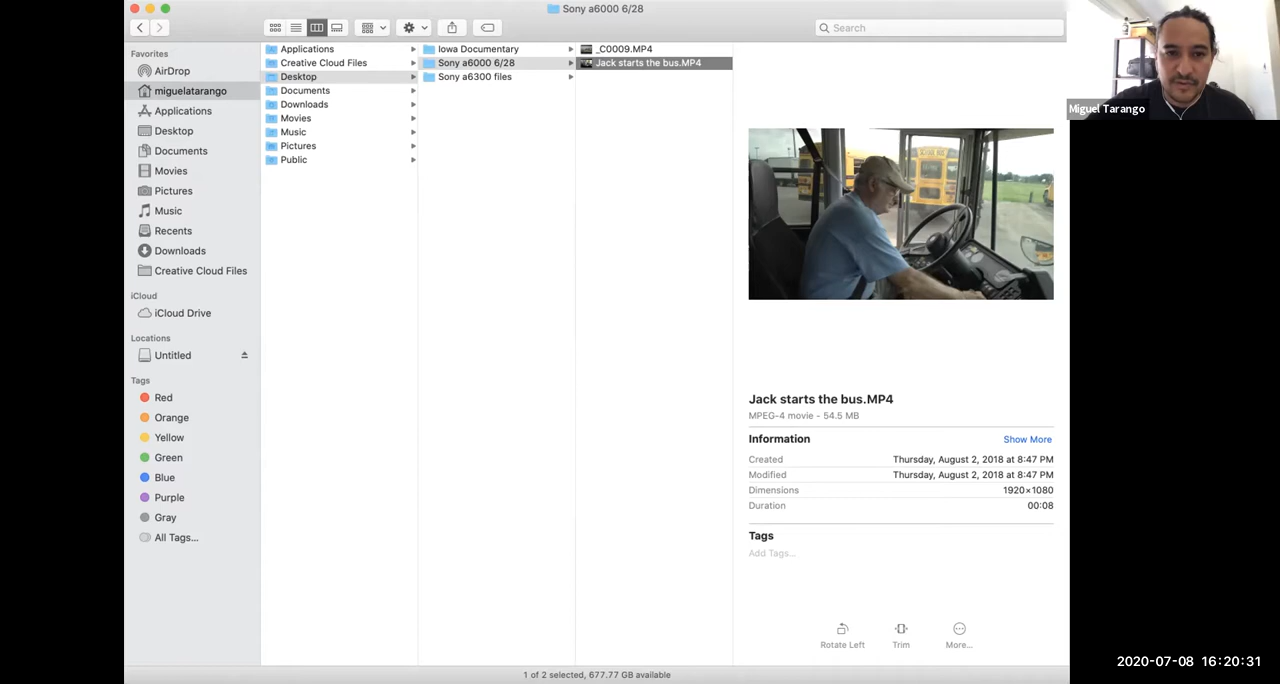 Sony a6000 6/28
Search
Favorites
AirDrop
miguelatarango
Applications
Desktop
Documents
Movies
Pictures
Music
Recents
Downloads
Creative Cloud Files
iCloud
iCloud Drive
Locations
Untitled
Tags
Red
Orange
Yellow
Green
Blue
Purple
Gray
All Tags...
Applications
Creative Cloud Files
Desktop
Documents
Downloads
Movies
Music
Pictures
Public
Iowa Documentary
Sony a6000 6/28
Sony a6300 files
_C0009.MP4
Jack starts the bus.MP4
Jack starts the bus.MP4
MPEG-4 movie - 54.5 MB
Information Show More
Created Thursday, August 2, 2018 at 8:47 PM
Modified Thursday, August 2, 2018 at 8:47 PM
Dimensions 1920×1080
Duration 00:08
Tags
Add Tags...
Rotate Left Trim More...
1 of 2 selected, 677.77 GB available
Miguel Tarango
2020-07-08 16:20:31